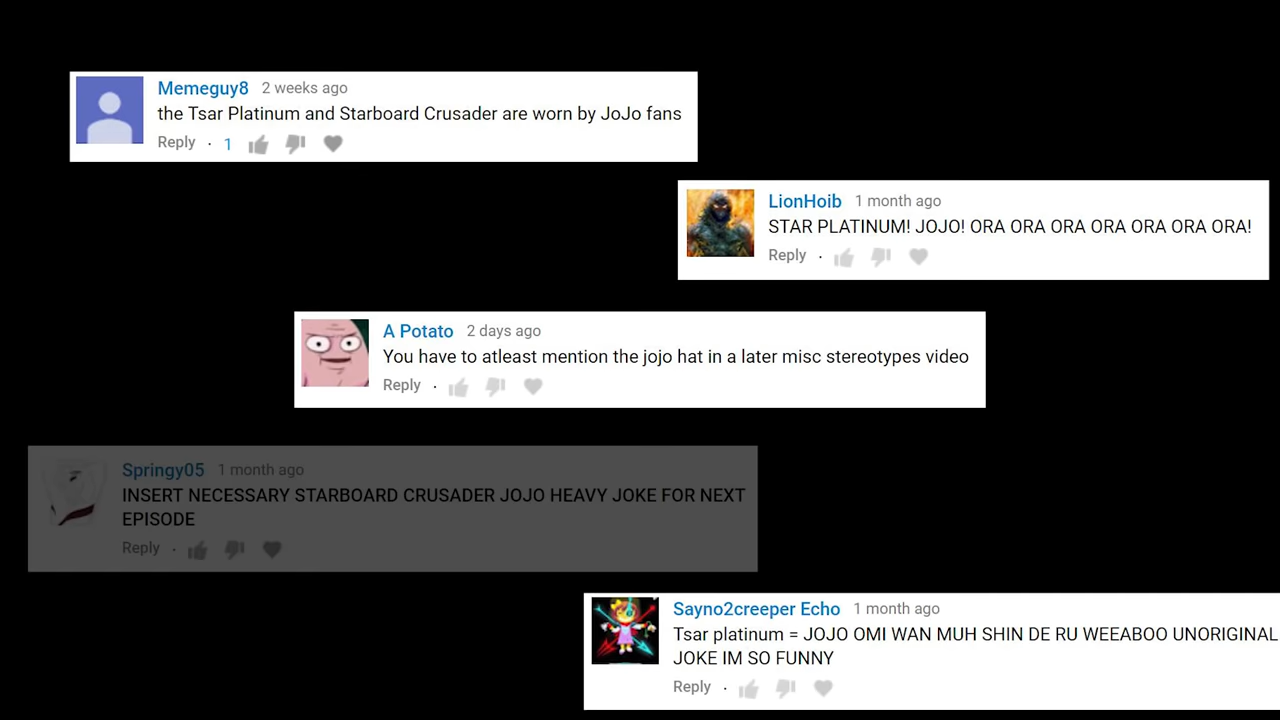 Memeguy8 2 weeks ago
the Tsar Platinum and Starboard Crusader are worn by JoJo fans
Reply · 1
LionHoib 1 month ago
STAR PLATINUM! JOJO! ORA ORA ORA ORA ORA ORA ORA!
Reply ·
A Potato 2 days ago
You have to atleast mention the jojo hat in a later misc stereotypes video
Reply ·
Springy05 1 month ago
INSERT NECESSARY STARBOARD CRUSADER JOJO HEAVY JOKE FOR NEXT
EPISODE
Reply ·
Sayno2creeper Echo 1 month ago
Tsar platinum = JOJO OMI WAN MUH SHIN DE RU WEEABOO UNORIGINAL
JOKE IM SO FUNNY
Reply ·